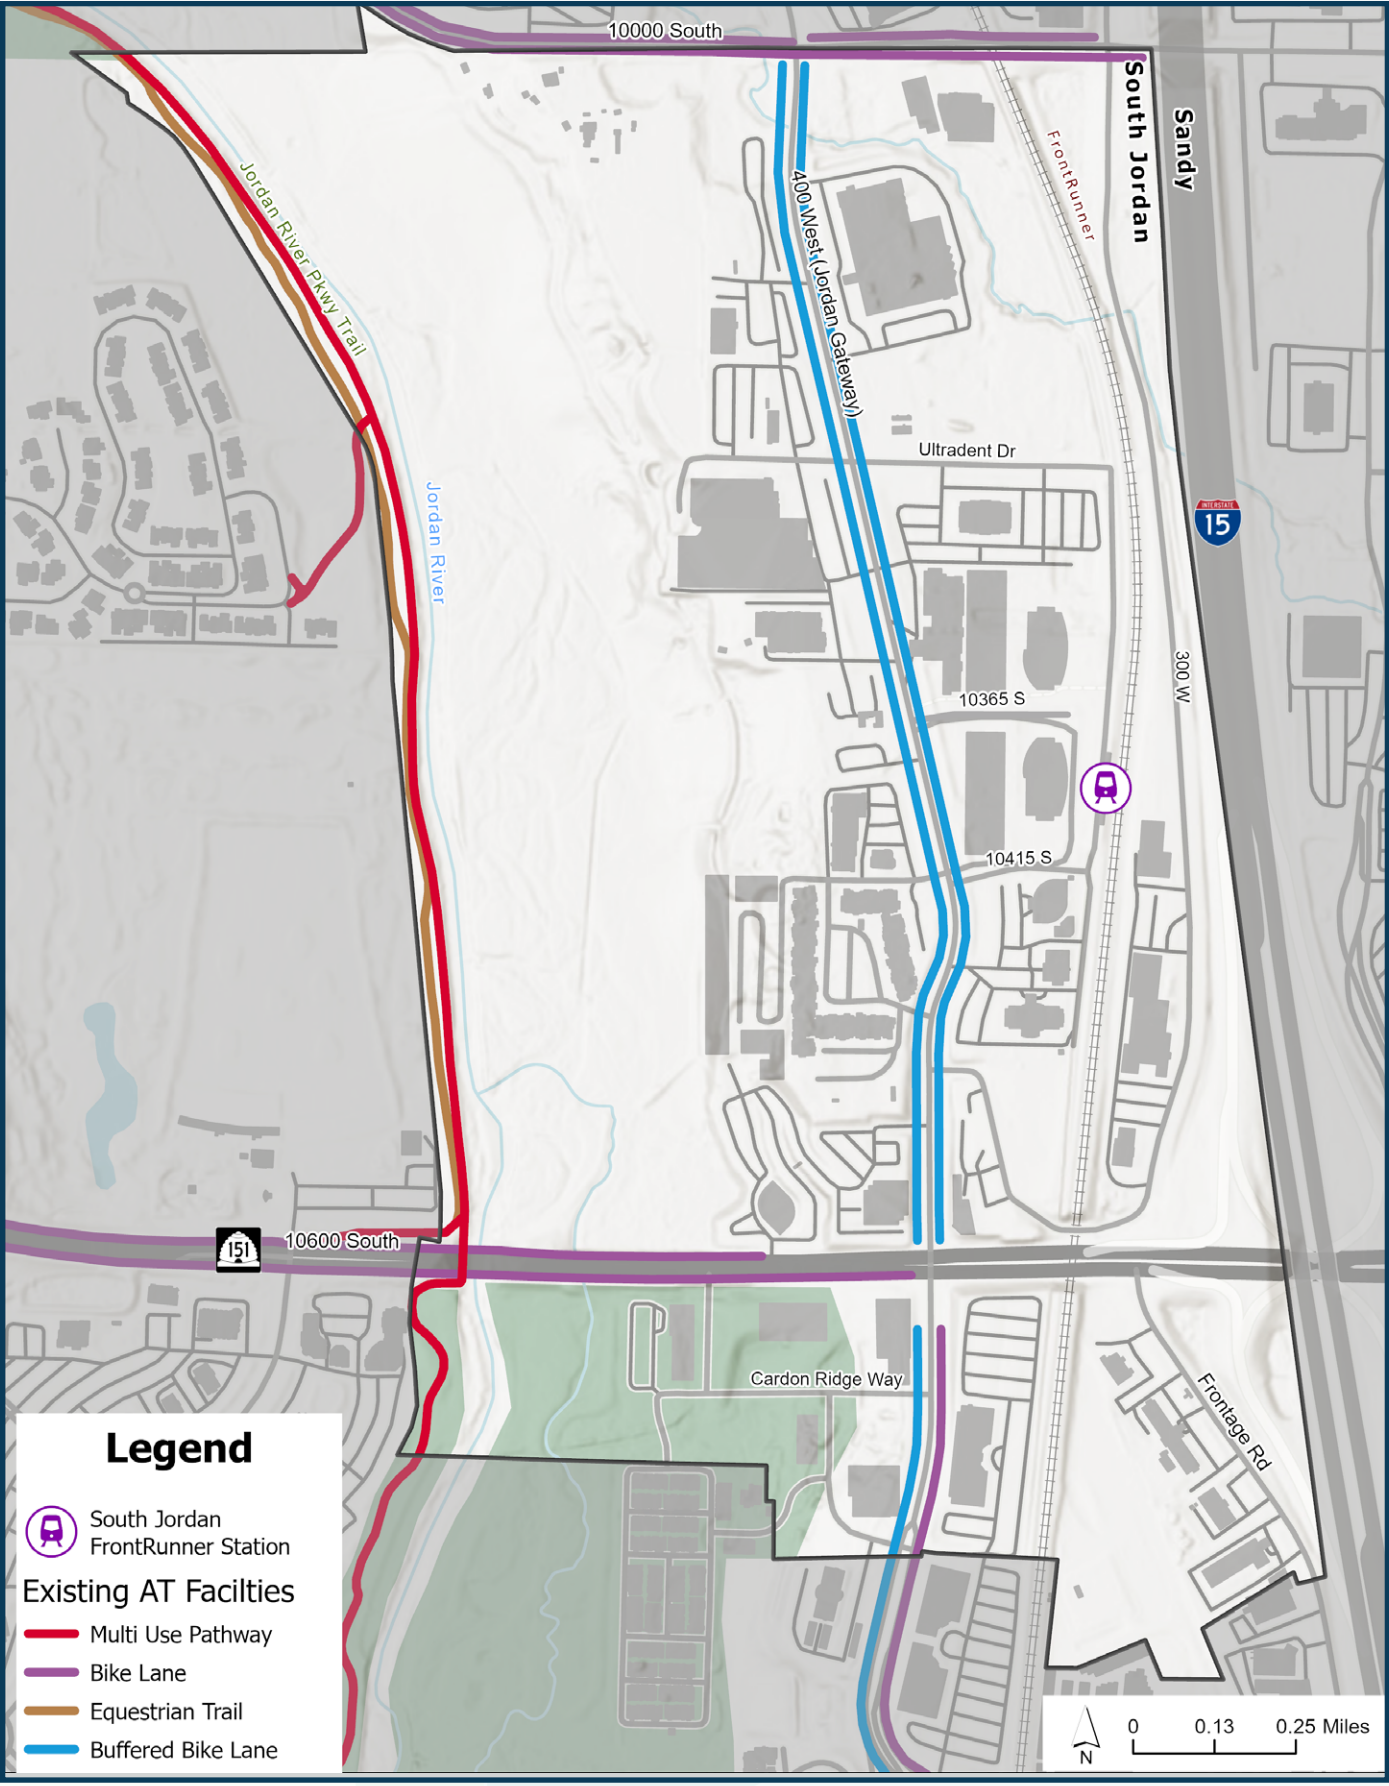 10000 South
South Jordan
Sandy
FrontRunner
Jordan River Pkwy Trail
400 West (Jordan Gateway)
Ultradent Dr
Jordan River
INTERSTATE
15
300 W
10365 S
10415 S
151
10600 South
Cardon Ridge Way
Frontage Rd
Legend
South Jordan
FrontRunner Station
Existing AT Facilties
Multi Use Pathway
Bike Lane
Equestrian Trail
Buffered Bike Lane
N
0 0.13 0.25 Miles